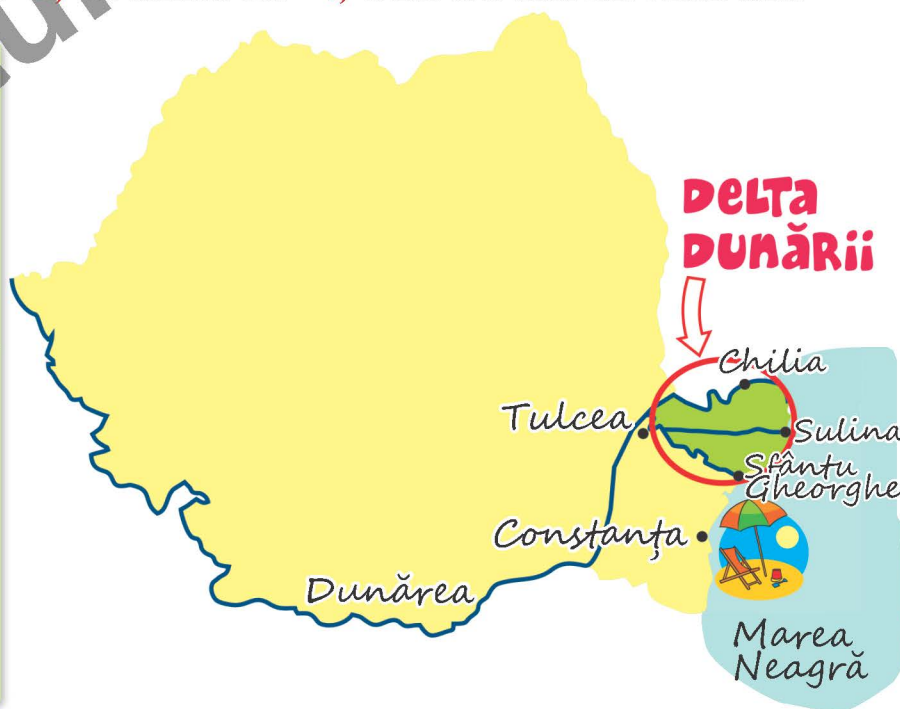 DELTA
DUNĂRII
Chilia
Tulcea
Sulina
Sfântu
Gheorghe
Constanța
Dunărea
Marea
Neagră